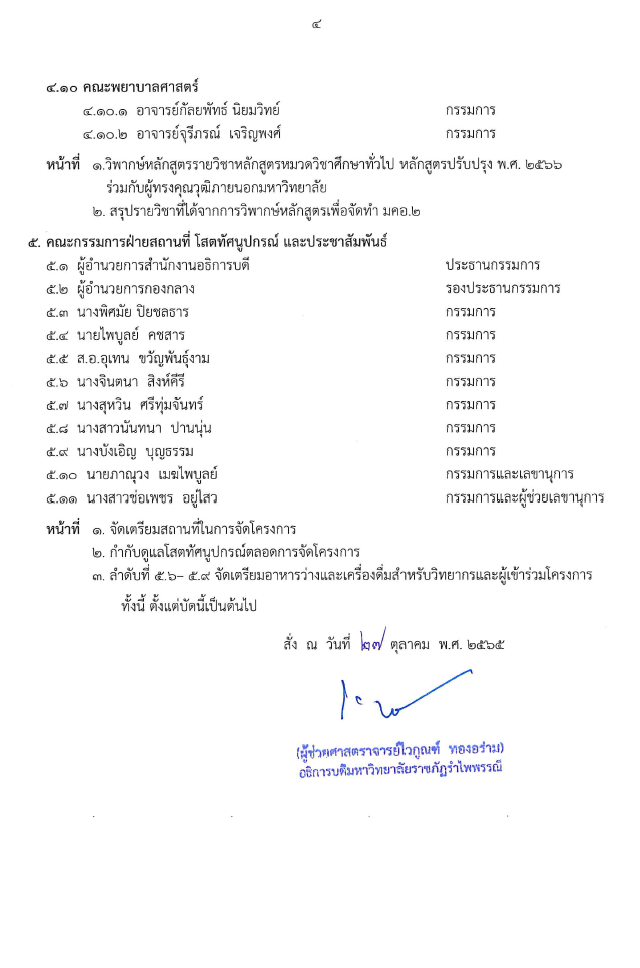 ๔
๔.๑๐ คณะพยาบาลศาสตร์
๔.๑๐.๑ อาจารย์กัลยพัทธ์ นิยมวิทย์ กรรมการ
๔.๑๐.๒ อาจารย์จุรีภรณ์ เจริญพงศ์ กรรมการ
หน้าที่ ๑.วิพากษ์หลักสูตรรายวิชาหลักสูตรหมวดวิชาศึกษาทั่วไป หลักสูตรปรับปรุง พ.ศ. ๒๕๖๖
ร่วมกับผู้ทรงคุณวุฒิภายนอกมหาวิทยาลัย
๒. สรุปรายวิชาที่ได้จากการวิพากษ์หลักสูตรเพื่อจัดทำ มคอ.๒
๕. คณะกรรมการฝ่ายสถานที่ โสตทัศนูปกรณ์ และประชาสัมพันธ์
๕.๑ ผู้อำนวยการสำนักงานอธิการบดี ประธานกรรมการ
๕.๒ ผู้อำนวยการกองกลาง รองประธานกรรมการ
๕.๓ นางพิศมัย ปิยชลธาร กรรมการ
๕.๔ นายไพบูลย์ คชสาร กรรมการ
๕.๕ ส.อ.อุเทน ขวัญพันธุ์งาม กรรมการ
๕.๖ นางจินตนา สิงห์คีรี กรรมการ
๕.๗ นางสุหวิน ศรีทุ่มจันทร์ กรรมการ
๕.๘ นางสาวนันทนา ปานนุ่น กรรมการ
๕.๙ นางบังเอิญ บุญธรรม กรรมการ
๕.๑๐ นายภาณุวง เมฆไพบูลย์ กรรมการและเลขานุการ
๕.๑๑ นางสาวช่อเพชร อยู่ไสว กรรมการและผู้ช่วยเลขานุการ
หน้าที่ ๑. จัดเตรียมสถานที่ในการจัดโครงการ
๒. กำกับดูแลโสตทัศนูปกรณ์ตลอดการจัดโครงการ
๓. ลำดับที่ ๕.๖– ๕.๙ จัดเตรียมอาหารว่างและเครื่องดื่มสำหรับวิทยากรและผู้เข้าร่วมโครงการ
ทั้งนี้ ตั้งแต่บัดนี้เป็นต้นไป
สั่ง ณ วันที่ ๒๗ ตุลาคม พ.ศ. ๒๕๖๕
(ผู้ช่วยศาสตราจารย์ไวกูณฑ์ ทองอร่าม)
อธิการบดีมหาวิทยาลัยราชภัฏรำไพพรรณี